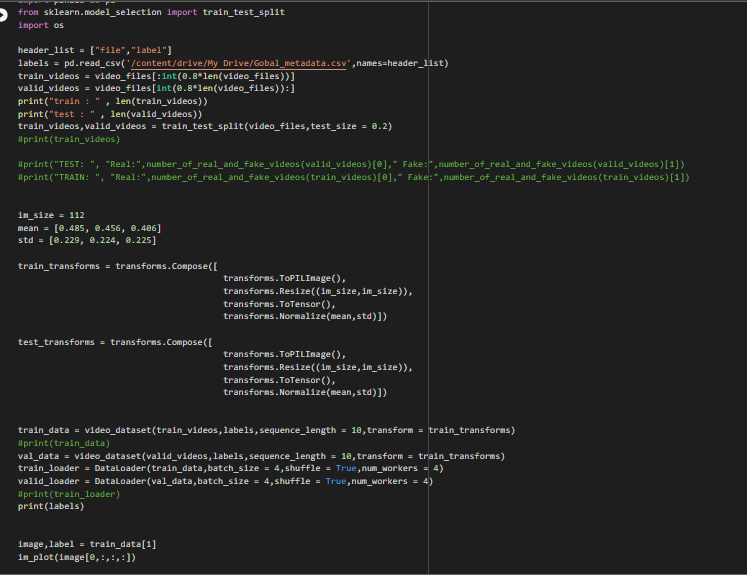 from sklearn.model_selection import train_test_split
import os
header_list = ["file","label"]
labels = pd.read_csv('/content/drive/My Drive/Gobal_metadata.csv',names=header_list)
train_videos = video_files[:int(0.8*len(video_files))]
valid_videos = video_files[int(0.8*len(video_files)):]
print("train : " , len(train_videos))
print("test : " , len(valid_videos))
train_videos,valid_videos = train_test_split(video_files,test_size = 0.2)
#print(train_videos)
#print("TEST: ", "Real:",number_of_real_and_fake_videos(valid_videos)[0]," Fake:",number_of_real_and_fake_videos(valid_videos)[1])
#print("TRAIN: ", "Real:",number_of_real_and_fake_videos(train_videos)[0]," Fake:",number_of_real_and_fake_videos(train_videos)[1])
im_size = 112
mean = [0.485, 0.456, 0.406]
std = [0.229, 0.224, 0.225]
train_transforms = transforms.Compose([
transforms.ToPILImage(),
transforms.Resize((im_size,im_size)),
transforms.ToTensor(),
transforms.Normalize(mean,std)])
test_transforms = transforms.Compose([
transforms.ToPILImage(),
transforms.Resize((im_size,im_size)),
transforms.ToTensor(),
transforms.Normalize(mean,std)])
train_data = video_dataset(train_videos,labels,sequence_length = 10,transform = train_transforms)
#print(train_data)
val_data = video_dataset(valid_videos,labels,sequence_length = 10,transform = train_transforms)
train_loader = DataLoader(train_data,batch_size = 4,shuffle = True,num_workers = 4)
valid_loader = DataLoader(val_data,batch_size = 4,shuffle = True,num_workers = 4)
#print(train_loader)
print(labels)
image,label = train_data[1]
im_plot(image[0,:,:,:])